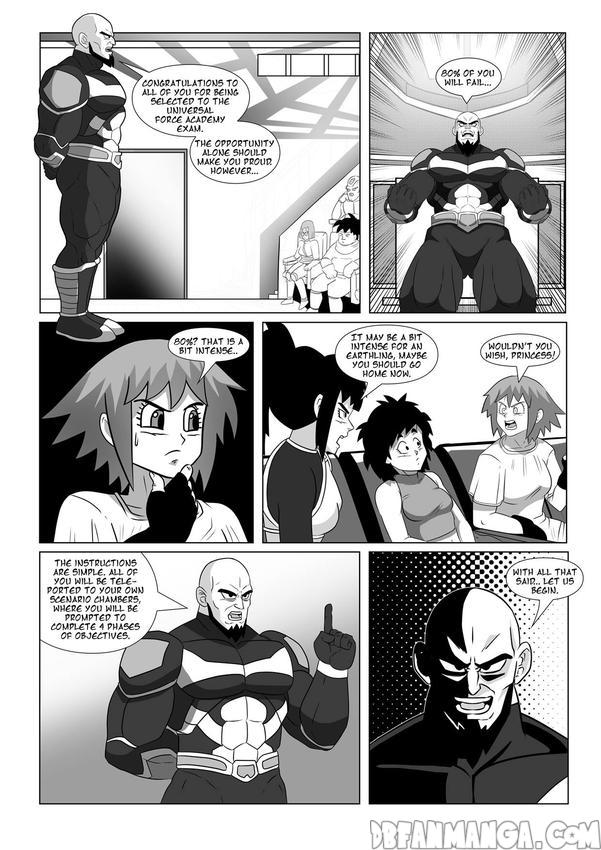 CONGRATULATIONS TO
ALL OF YOU FOR BEING
SELECTED TO THE
UNIVERSAL
FORCE ACADEMY
EXAM.
THE OPPORTUNITY
ALONE SHOULD
MAKE YOU PROUD
HOWEVER...
80% OF YOU
WILL FAIL...
80%? THAT IS A
BIT INTENSE..
IT MAY BE A BIT
INTENSE FOR AN
EARTHLING, MAYBE
YOU SHOULD GO
HOME NOW.
WOULDN'T YOU
WISH, PRINCESS!
THE INSTRUCTIONS
ARE SIMPLE. ALL OF
YOU WILL BE TELE-
PORTED TO YOUR OWN
SCENARIO CHAMBERS,
WHERE YOU WILL BE
PROMPTED TO
COMPLETE 4 PHASES
OF OBJECTIVES.
WITH ALL THAT
SAID.. LET US
BEGIN.
DBFANMANGA.COM